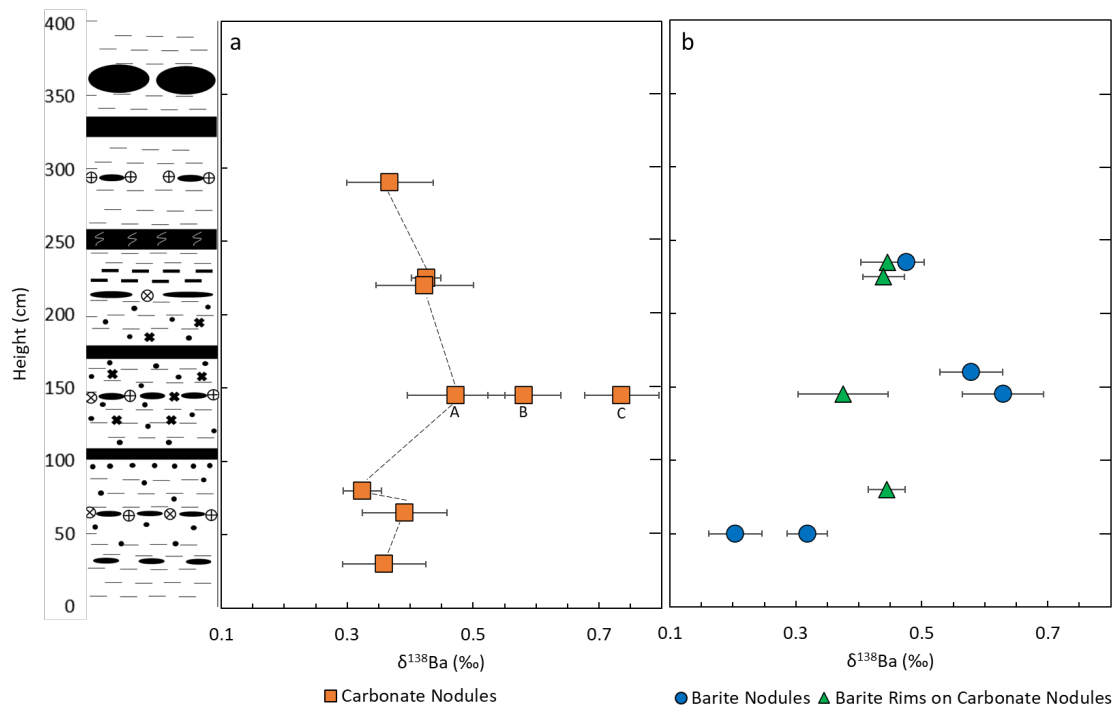 400
350
300
250
200
150
100
50
0
Height (cm)
a
A
B
C
0.1
0.3
0.5
0.7
δ¹³⁸Ba (‰)
Carbonate Nodules
b
0.1
0.3
0.5
0.7
δ¹³⁸Ba (‰)
Barite Nodules
Barite Rims on Carbonate Nodules